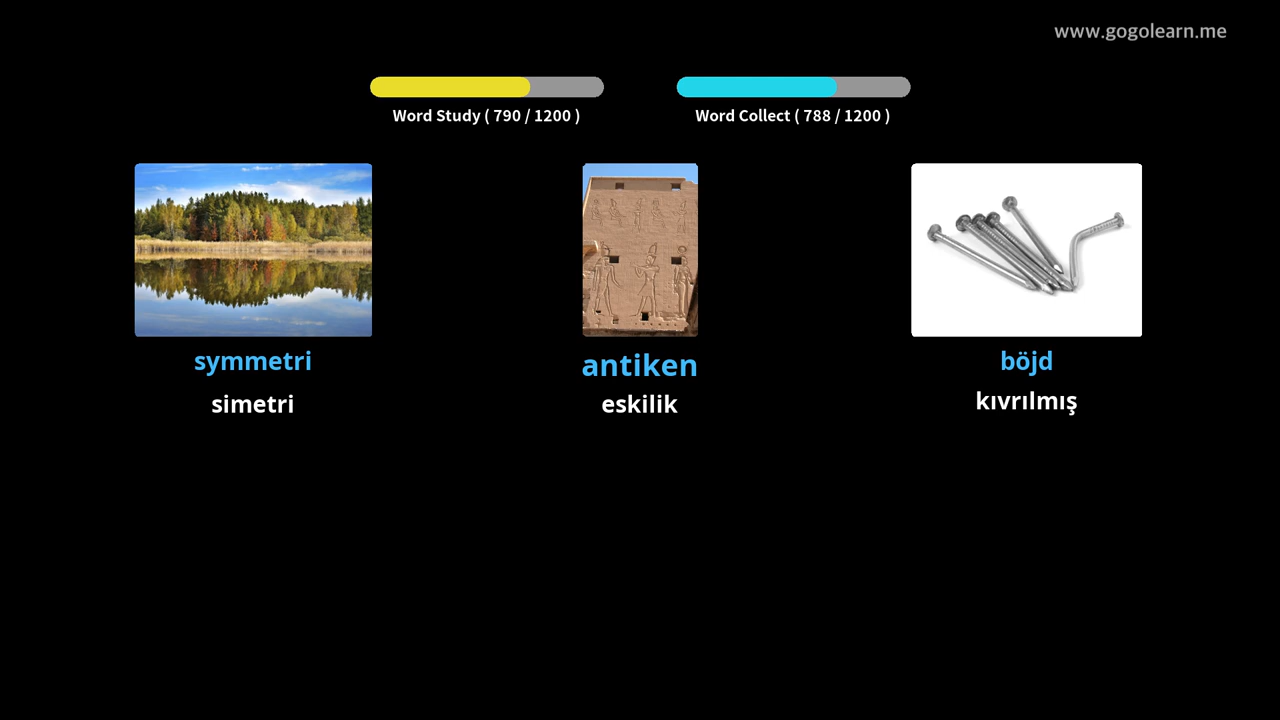 www.gogolearn.me
Word Study ( 790 / 1200 )
Word Collect ( 788 / 1200 )
symmetri
simetri
antiken
eskilik
böjd
kıvrılmış